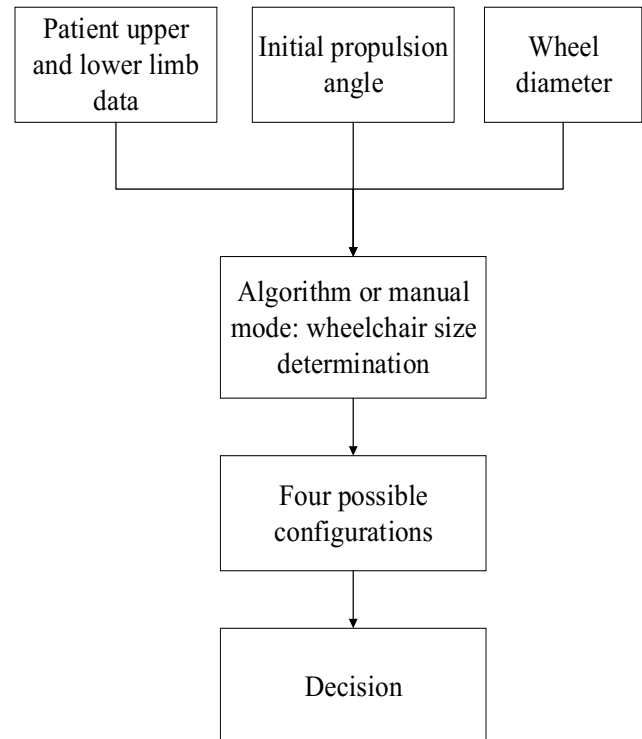 Patient upper
and lower limb
data
Initial propulsion
angle
Wheel
diameter
Algorithm or manual
mode: wheelchair size
determination
Four possible
configurations
Decision